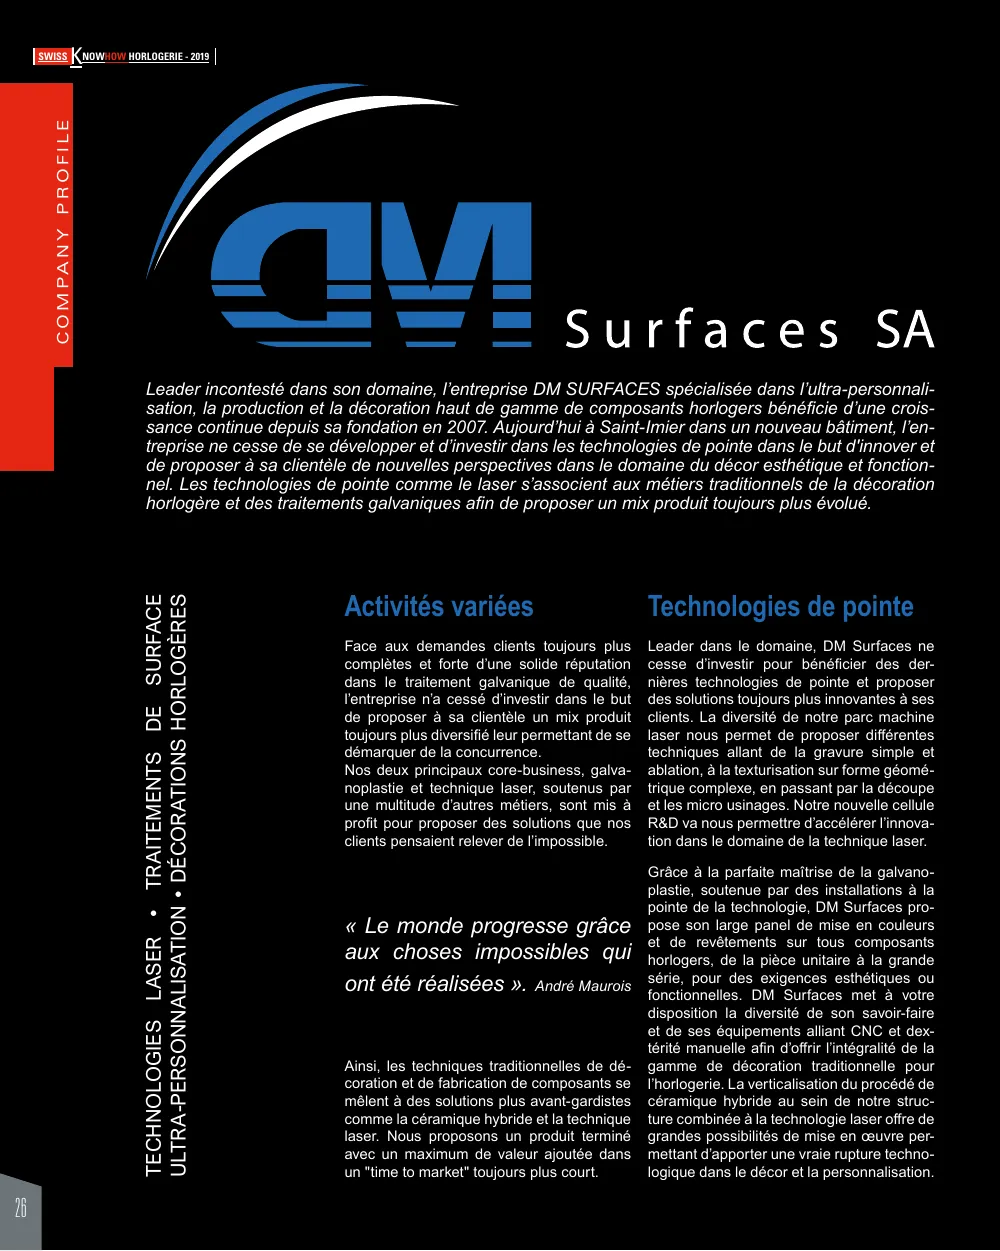 SWISS KNOWHOW HORLOGERIE - 2019
COMPANY PROFILE
DM
Surfaces SA
Leader incontesté dans son domaine, l’entreprise DM SURFACES spécialisée dans l’ultra-personnali-
sation, la production et la décoration haut de gamme de composants horlogers bénéficie d’une crois-
sance continue depuis sa fondation en 2007. Aujourd’hui à Saint-Imier dans un nouveau bâtiment, l’en-
treprise ne cesse de se développer et d’investir dans les technologies de pointe dans le but d'innover et
de proposer à sa clientèle de nouvelles perspectives dans le domaine du décor esthétique et fonction-
nel. Les technologies de pointe comme le laser s’associent aux métiers traditionnels de la décoration
horlogère et des traitements galvaniques afin de proposer un mix produit toujours plus évolué.
TECHNOLOGIES LASER • TRAITEMENTS DE SURFACE
ULTRA-PERSONNALISATION • DÉCORATIONS HORLOGÈRES
Activités variées
Face aux demandes clients toujours plus
complètes et forte d’une solide réputation
dans le traitement galvanique de qualité,
l’entreprise n’a cessé d’investir dans le but
de proposer à sa clientèle un mix produit
toujours plus diversifié leur permettant de se
démarquer de la concurrence.
Nos deux principaux core-business, galva-
noplastie et technique laser, soutenus par
une multitude d’autres métiers, sont mis à
profit pour proposer des solutions que nos
clients pensaient relever de l’impossible.
« Le monde progresse grâce
aux choses impossibles qui
ont été réalisées ». André Maurois
Ainsi, les techniques traditionnelles de dé-
coration et de fabrication de composants se
mêlent à des solutions plus avant-gardistes
comme la céramique hybride et la technique
laser. Nous proposons un produit terminé
avec un maximum de valeur ajoutée dans
un "time to market" toujours plus court.
Technologies de pointe
Leader dans le domaine, DM Surfaces ne
cesse d’investir pour bénéficier des der-
nières technologies de pointe et proposer
des solutions toujours plus innovantes à ses
clients. La diversité de notre parc machine
laser nous permet de proposer différentes
techniques allant de la gravure simple et
ablation, à la texturisation sur forme géomé-
trique complexe, en passant par la découpe
et les micro usinages. Notre nouvelle cellule
R&D va nous permettre d’accélérer l’innova-
tion dans le domaine de la technique laser.
Grâce à la parfaite maîtrise de la galvano-
plastie, soutenue par des installations à la
pointe de la technologie, DM Surfaces pro-
pose son large panel de mise en couleurs
et de revêtements sur tous composants
horlogers, de la pièce unitaire à la grande
série, pour des exigences esthétiques ou
fonctionnelles. DM Surfaces met à votre
disposition la diversité de son savoir-faire
et de ses équipements alliant CNC et dex-
térité manuelle afin d’offrir l’intégralité de la
gamme de décoration traditionnelle pour
l’horlogerie. La verticalisation du procédé de
céramique hybride au sein de notre struc-
ture combinée à la technologie laser offre de
grandes possibilités de mise en œuvre per-
mettant d’apporter une vraie rupture techno-
logique dans le décor et la personnalisation.
26